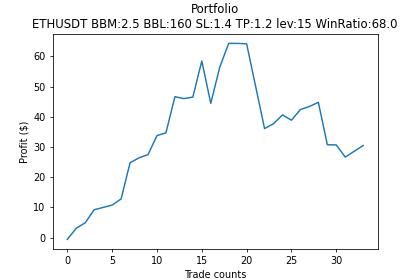 Portfolio
ETHUSDT BBM:2.5 BBL:160 SL:1.4 TP:1.2 lev:15 WinRatio:68.0
Profit ($)
60
50
40
30
20
10
0
0 5 10 15 20 25 30
Trade counts